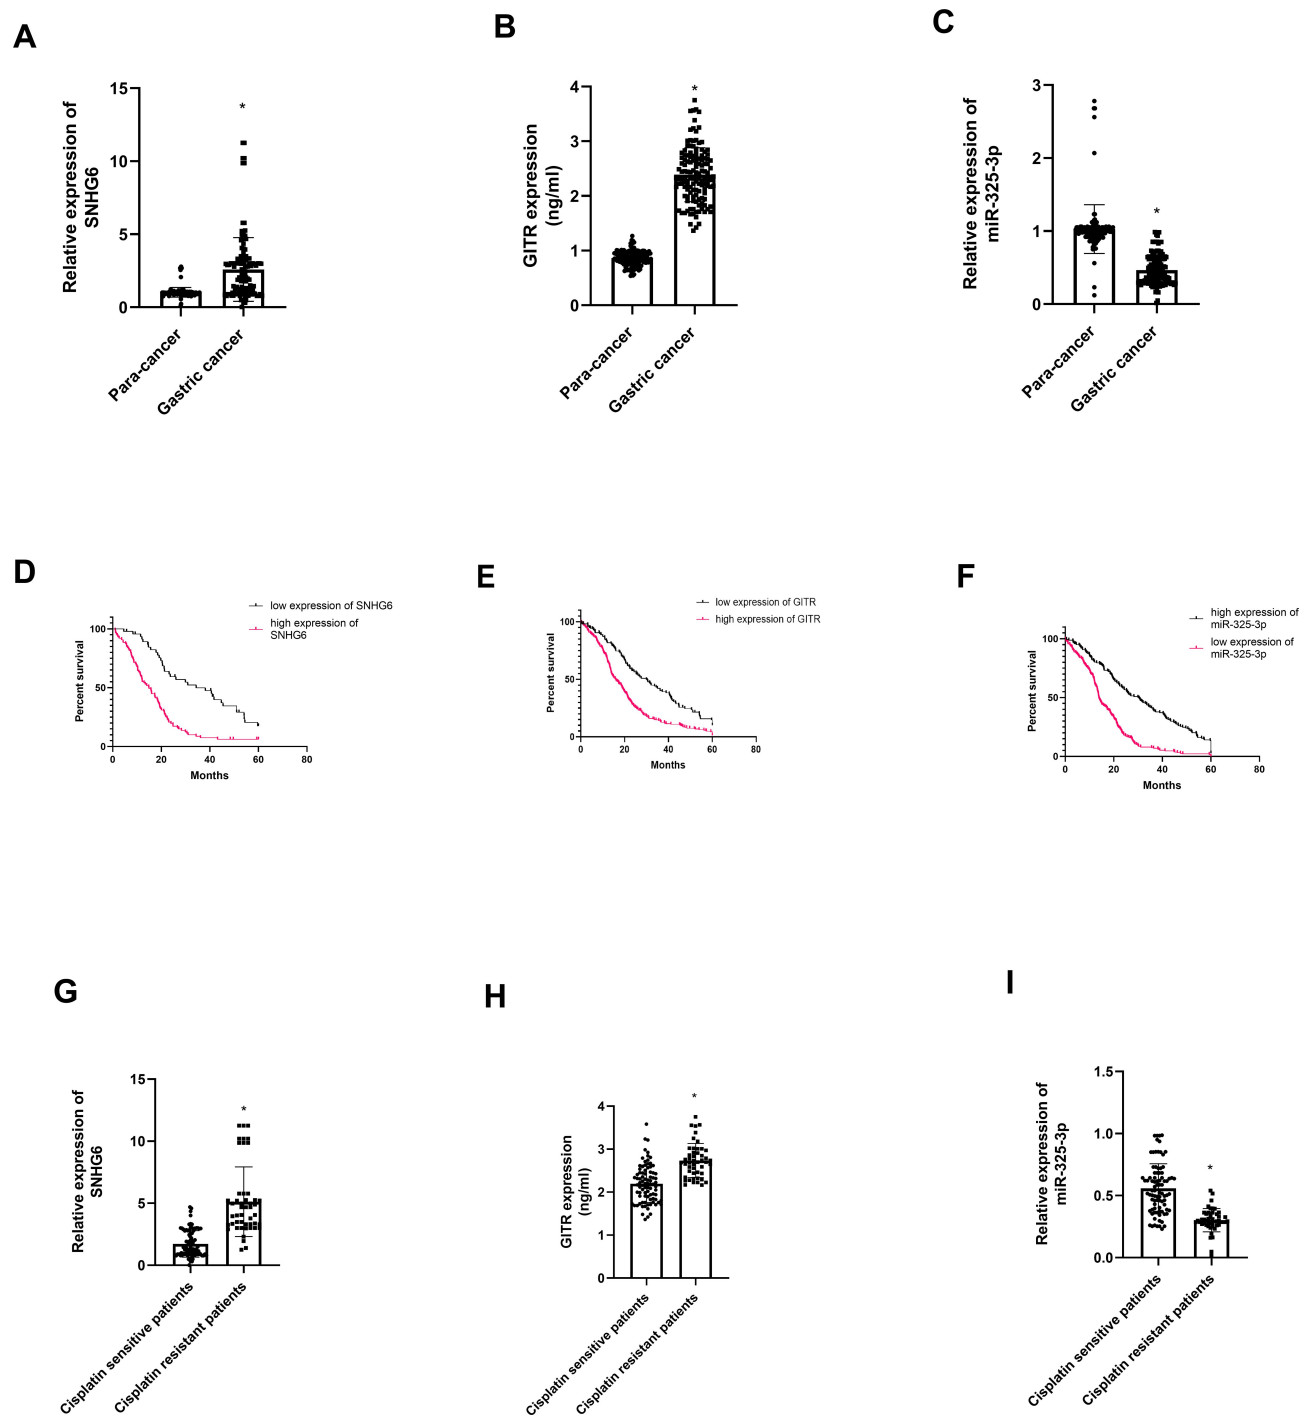 A
Relative expression of
SNHG6
15
10
5
0
*
Para-cancer
Gastric cancer
B
GITR expression
(ng/ml)
4
3
2
1
0
*
Para-cancer
Gastric cancer
C
Relative expression of
miR-325-3p
3
2
1
0
*
Para-cancer
Gastric cancer
D
low expression of SNHG6
high expression of
SNHG6
Percent survival
100
50
0
0 20 40 60 80
Months
E
low expression of GITR
high expression of GITR
Percent survival
100
50
0
0 20 40 60 80
Months
F
high expression of
miR-325-3p
low expression of
miR-325-3p
Percent survival
100
50
0
0 20 40 60 80
Months
G
Relative expression of
SNHG6
15
10
5
0
*
Cisplatin sensitive patients
Cisplatin resistant patients
H
GITR expression
(ng/ml)
4
3
2
1
0
*
Cisplatin sensitive patients
Cisplatin resistant patients
I
Relative expression of
miR-325-3p
1.5
1.0
0.5
0.0
*
Cisplatin sensitive patients
Cisplatin resistant patients